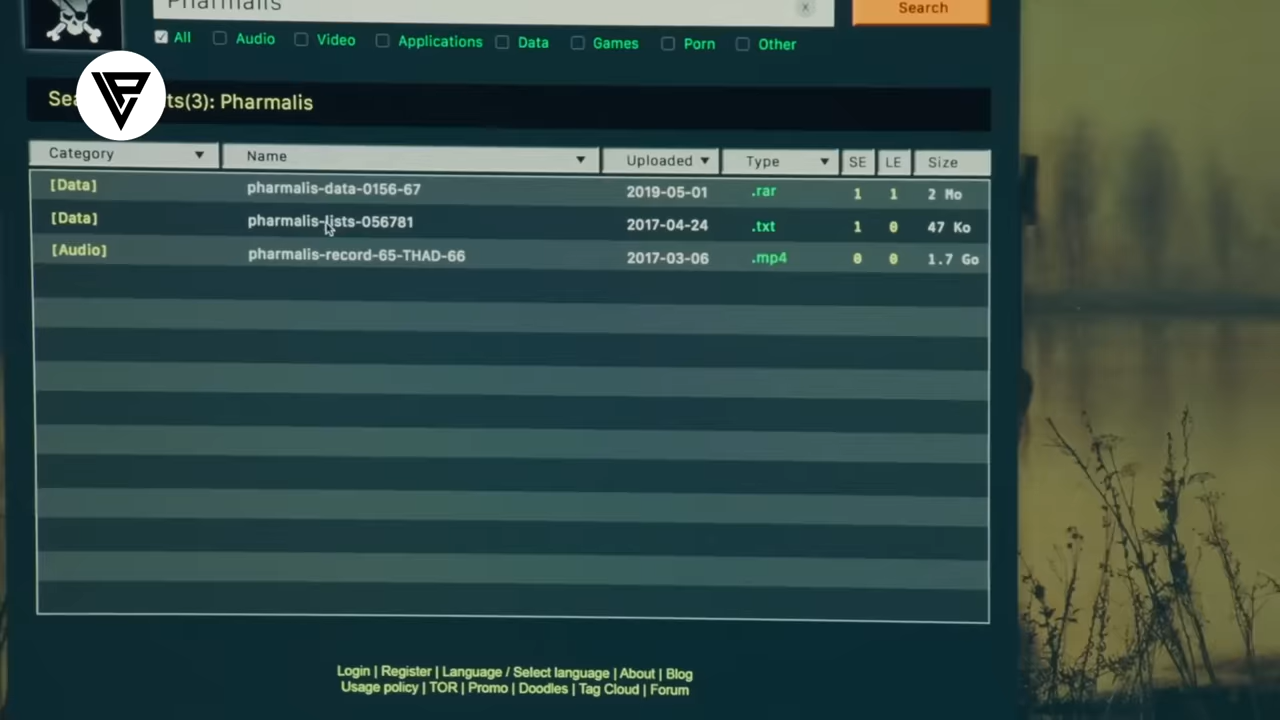 Pharmalis
x
Search
All Audio Video Applications Data Games Porn Other
ts(3): Pharmalis
Category Name Uploaded Type SE LE Size
[Data] pharmalis-data-0156-67 2019-05-01 .rar 1 1 2 Mo
[Data] pharmalis-lists-056781 2017-04-24 .txt 1 0 47 Ko
[Audio] pharmalis-record-65-THAD-66 2017-03-06 .mp4 0 0 1.7 Go
Login | Register | Language / Select language | About | Blog
Usage policy | TOR | Promo | Doodles | Tag Cloud | Forum